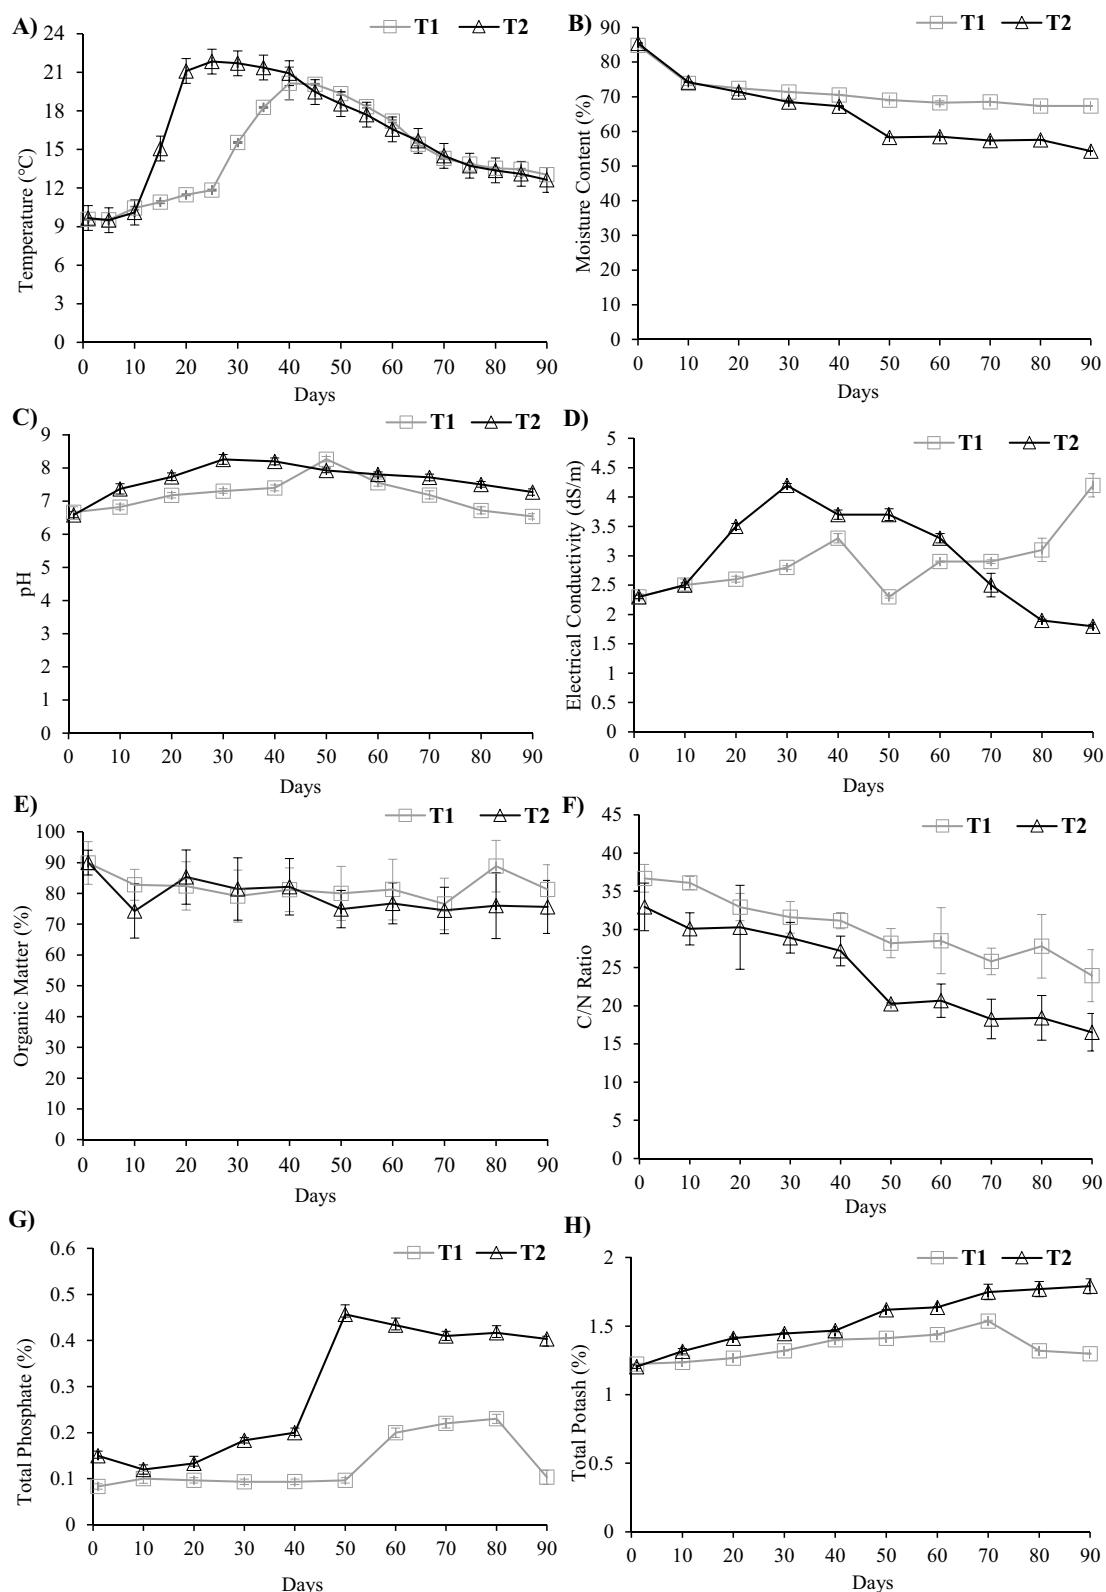 A)
T1
T2
24
21
18
15
12
9
6
3
0
Temperature (°C)
0 10 20 30 40 50 60 70 80 90
Days
B)
T1
T2
90
80
70
60
50
40
30
20
10
0
Moisture Content (%)
0 10 20 30 40 50 60 70 80 90
Days
C)
T1
T2
9
8
7
6
5
4
3
2
1
0
pH
0 10 20 30 40 50 60 70 80 90
Days
D)
T1
T2
5
4.5
4
3.5
3
2.5
2
1.5
1
0.5
0
Electrical Conductivity (dS/m)
0 10 20 30 40 50 60 70 80 90
Days
E)
T1
T2
100
90
80
70
60
50
40
30
20
10
0
Organic Matter (%)
0 10 20 30 40 50 60 70 80 90
Days
F)
T1
T2
45
40
35
30
25
20
15
10
5
0
C/N Ratio
0 10 20 30 40 50 60 70 80 90
Days
G)
T1
T2
0.6
0.5
0.4
0.3
0.2
0.1
0
Total Phosphate (%)
0 10 20 30 40 50 60 70 80 90
Days
H)
T1
T2
2
1.5
1
0.5
0
Total Potash (%)
0 10 20 30 40 50 60 70 80 90
Days